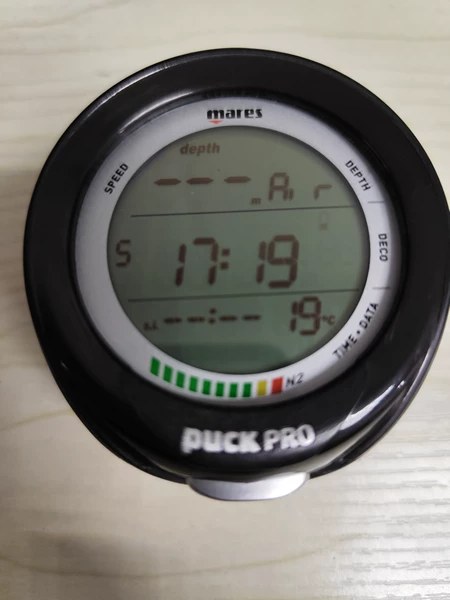 mares
depth
SPEED
DEPTH
--- m Air
DECO
S 17:19
S.I. --:-- 19°C
TIME • DATA
N2
PUCK PRO